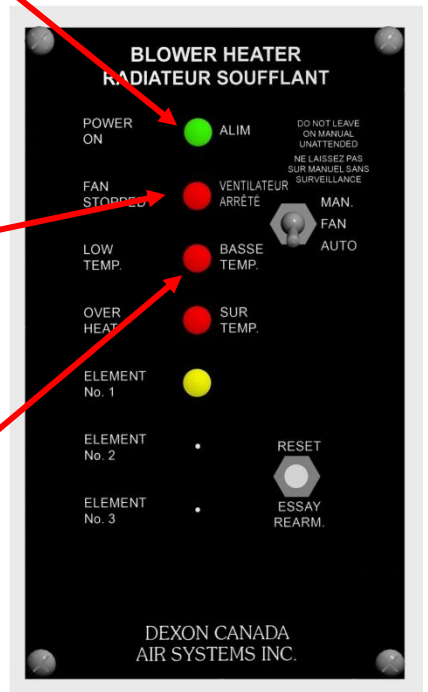 BLOWER HEATER
RADIATEUR SOUFFLANT
POWER
ON
ALIM
DO NOT LEAVE
ON MANUAL
UNATTENDED
NE LAISSEZ PAS
SUR MANUEL SANS
SURVEILLANCE
FAN
STOPPED
VENTILATEUR
ARRÊTÉ
MAN.
FAN
AUTO
LOW
TEMP.
BASSE
TEMP.
OVER
HEAT
SUR
TEMP.
ELEMENT
No. 1
ELEMENT
No. 2
RESET
ELEMENT
No. 3
ESSAY
REARM.
DEXON CANADA
AIR SYSTEMS INC.